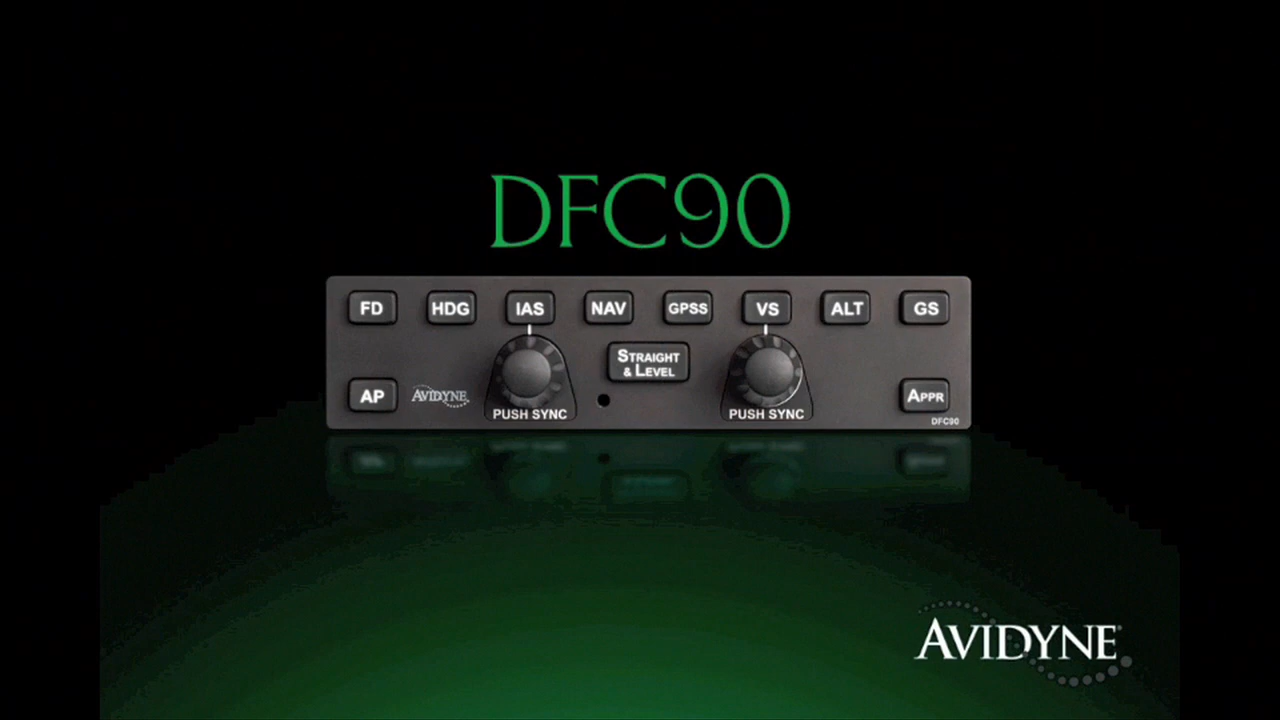 DFC90
FD HDG IAS NAV GPSS VS ALT GS
STRAIGHT
& LEVEL
AP AVIDYNE APPR
PUSH SYNC PUSH SYNC
DFC90
AVIDYNE